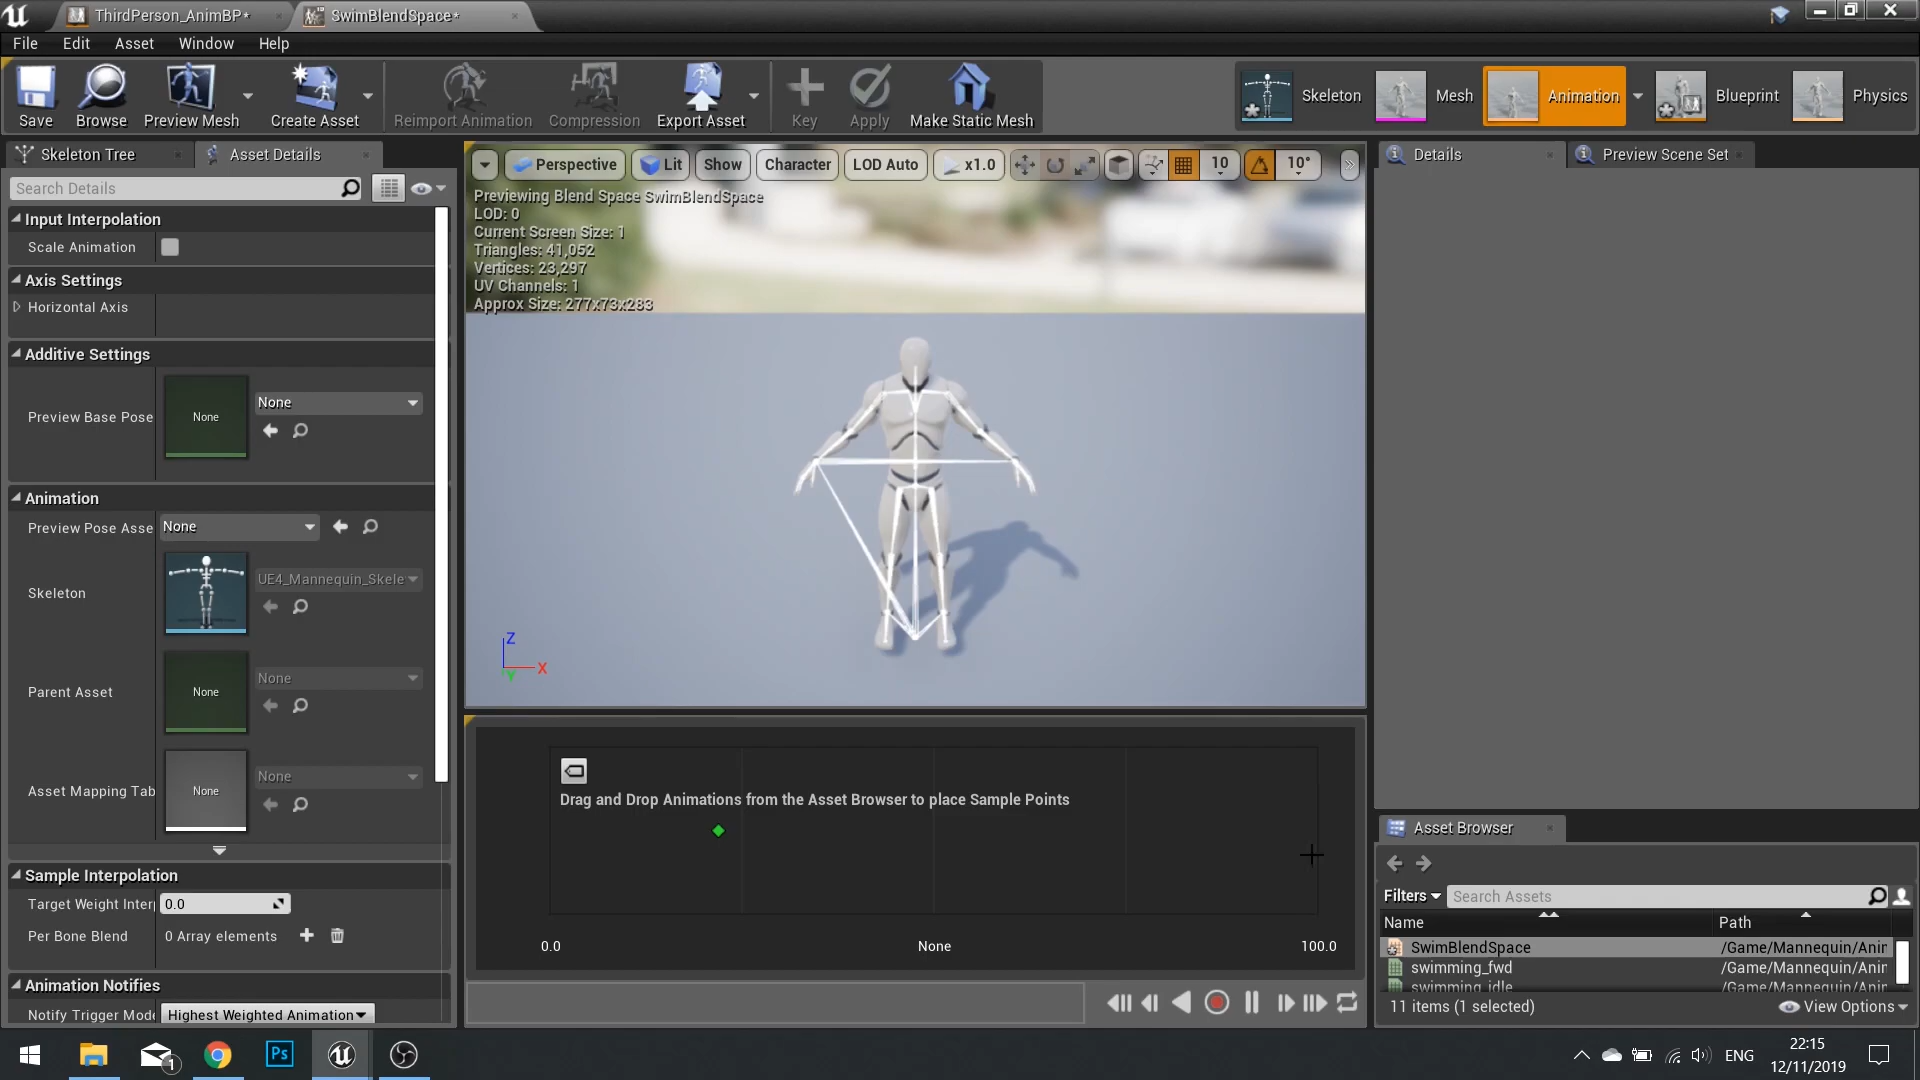 ThirdPerson_AnimBP*
SwimBlendSpace*
File Edit Asset Window Help
Save
Browse
Preview Mesh
Create Asset
Reimport Animation
Compression
Export Asset
Key
Apply
Make Static Mesh
Skeleton
Mesh
Animation
Blueprint
Physics
Skeleton Tree
Asset Details
Search Details
Input Interpolation
Scale Animation
Axis Settings
Horizontal Axis
Additive Settings
Preview Base Pose
None
None
Animation
Preview Pose Asse
None
Skeleton
UE4_Mannequin_Skele
Parent Asset
None
None
Asset Mapping Tab
None
None
Sample Interpolation
Target Weight Inter
0.0
Per Bone Blend
0 Array elements
Animation Notifies
Notify Trigger Mode
Highest Weighted Animation
Perspective
Lit
Show
Character
LOD Auto
x1.0
10
10°
Previewing Blend Space SwimBlendSpace
LOD: 0
Current Screen Size: 1
Triangles: 41,052
Vertices: 23,297
UV Channels: 1
Approx Size: 277x73x283
Z
X
Y
Drag and Drop Animations from the Asset Browser to place Sample Points
0.0
None
100.0
Details
Preview Scene Set
Asset Browser
Filters
Search Assets
Name
Path
SwimBlendSpace
/Game/Mannequin/Anim
swimming_fwd
/Game/Mannequin/Anim
swimming_idle
/Game/Mannequin/Anim
11 items (1 selected)
View Options
1
Ps
ENG
22:15
12/11/2019